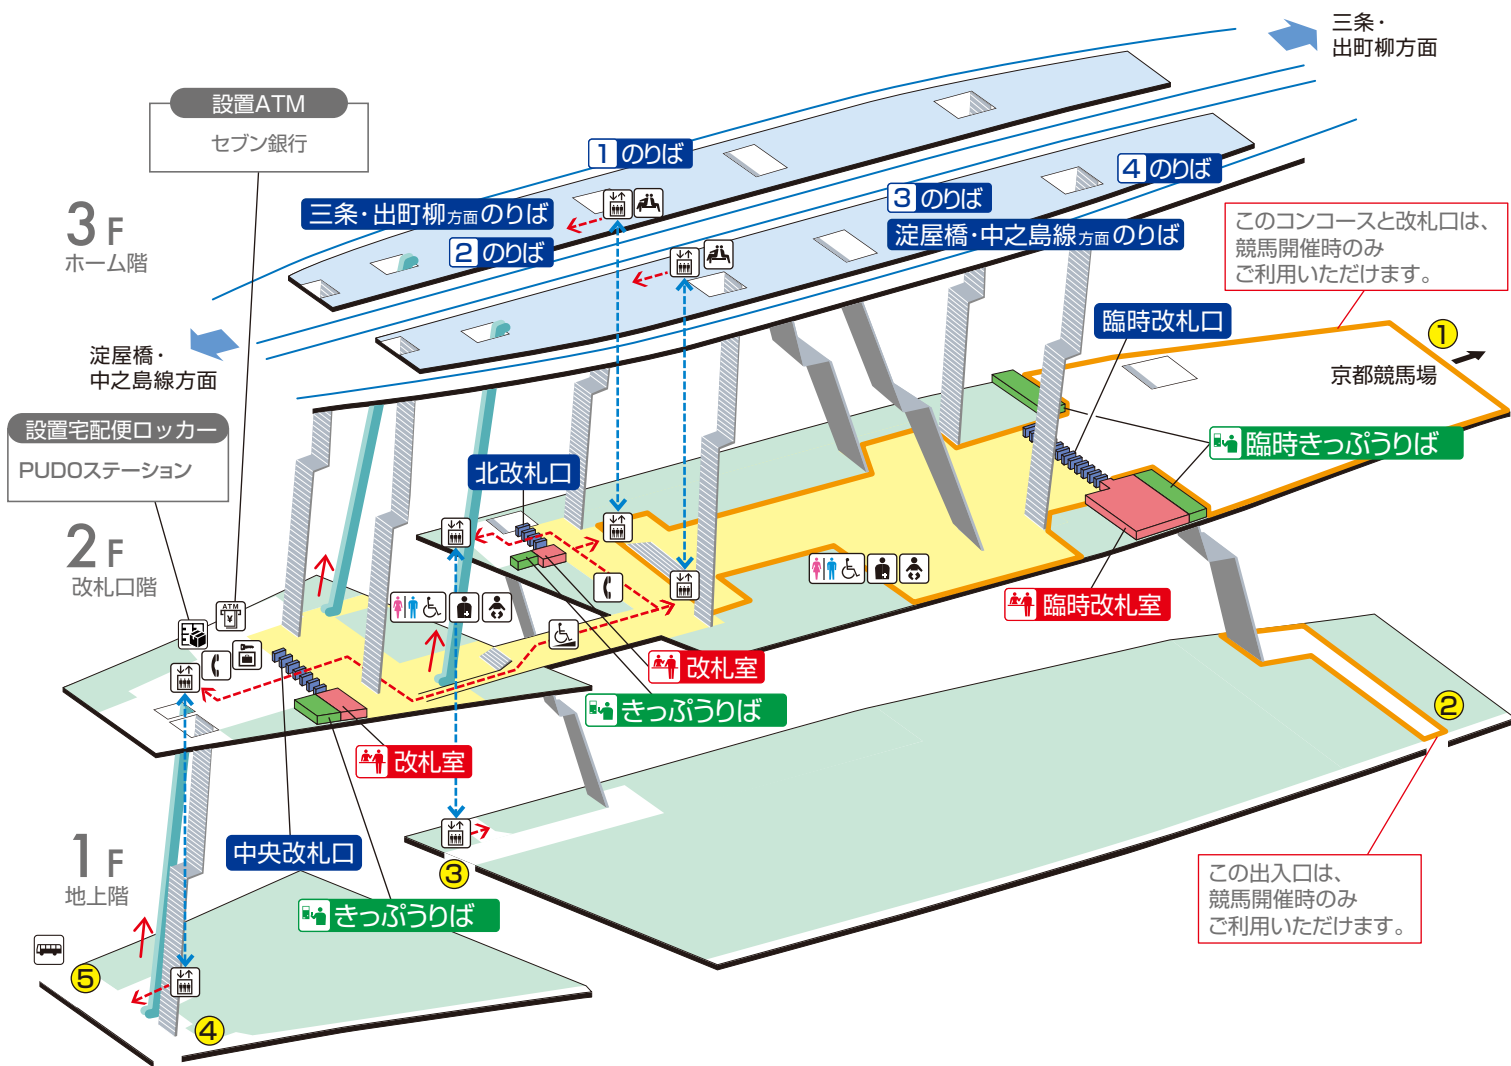 三条・
出町柳方面
設置ATM
セブン銀行
1 のりば
4 のりば
3 のりば
三条・出町柳方面のりば
2 のりば
淀屋橋・中之島線方面のりば
このコンコースと改札口は、
競馬開催時のみ
ご利用いただけます。
3F
ホーム階
臨時改札口
1
淀屋橋・
中之島線方面
京都競馬場
設置宅配便ロッカー
PUDOステーション
臨時きっぷうりば
北改札口
2F
改札口階
ATM
¥
臨時改札室
改札室
きっぷうりば
2
改札室
1F
地上階
中央改札口
3
この出入口は、
競馬開催時のみ
ご利用いただけます。
きっぷうりば
5
4